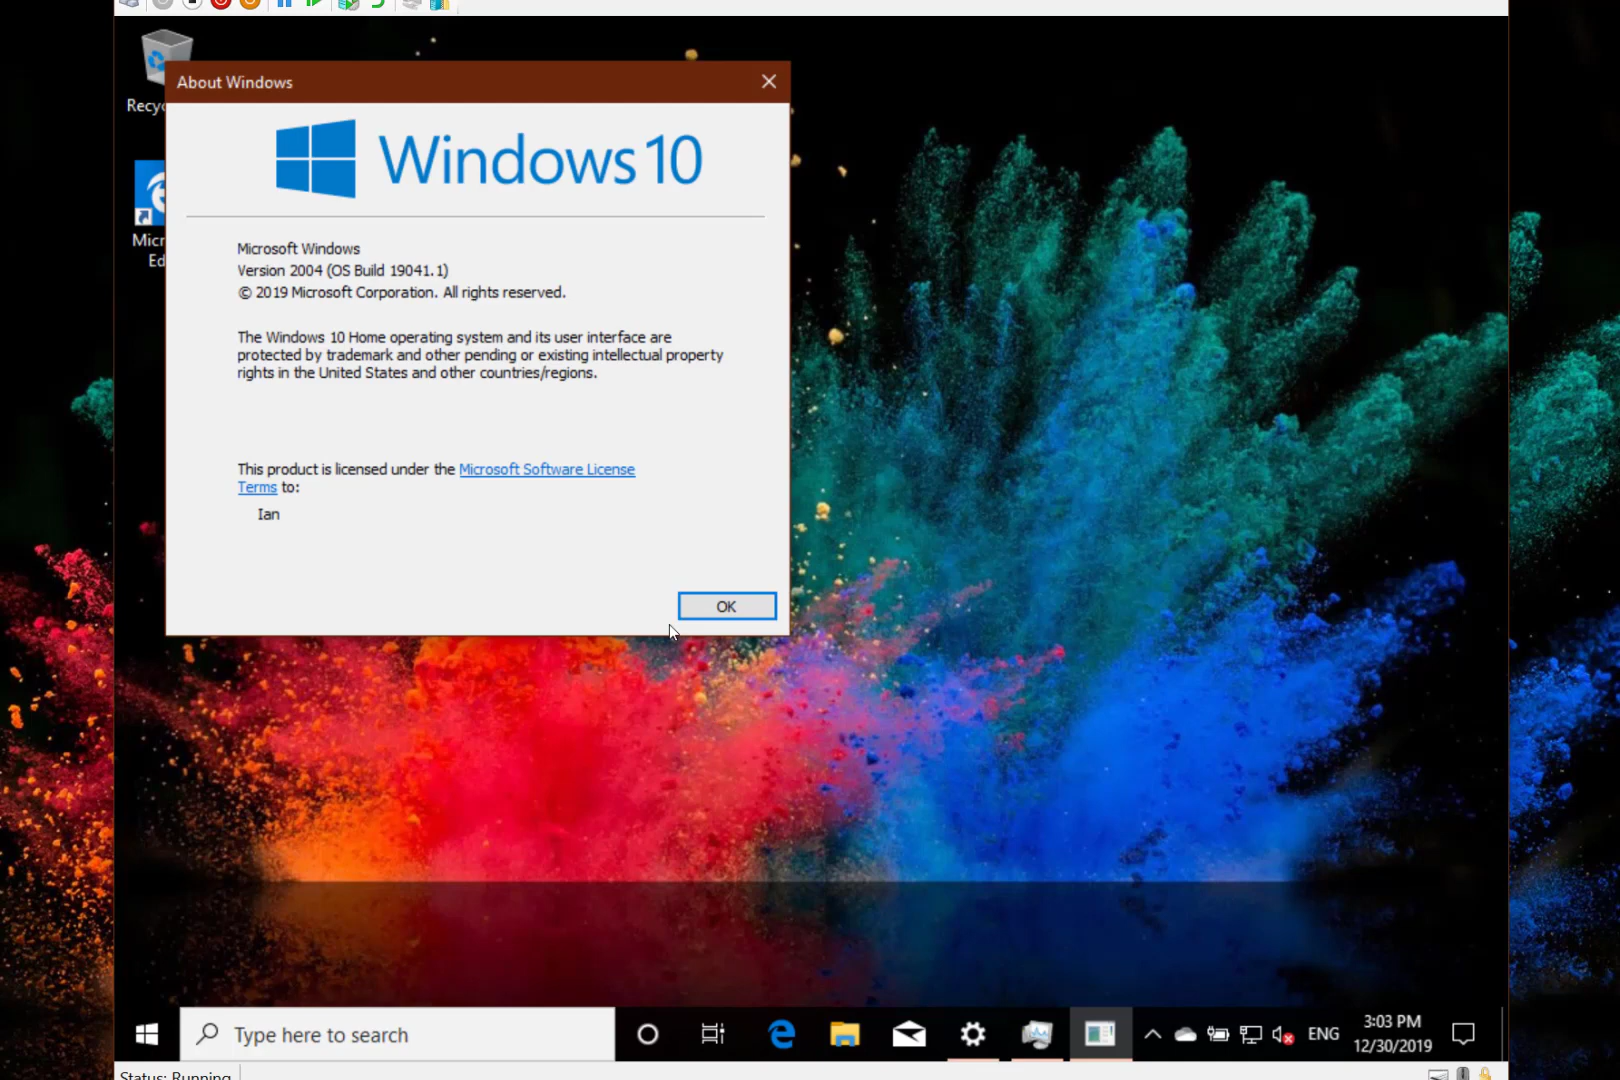 Recyc
About Windows
Windows 10
Micr
Ed
Microsoft Windows
Version 2004 (OS Build 19041.1)
© 2019 Microsoft Corporation. All rights reserved.
The Windows 10 Home operating system and its user interface are
protected by trademark and other pending or existing intellectual property
rights in the United States and other countries/regions.
This product is licensed under the Microsoft Software License
Terms to:
Ian
OK
Type here to search
ENG
3:03 PM
12/30/2019
Status: Running